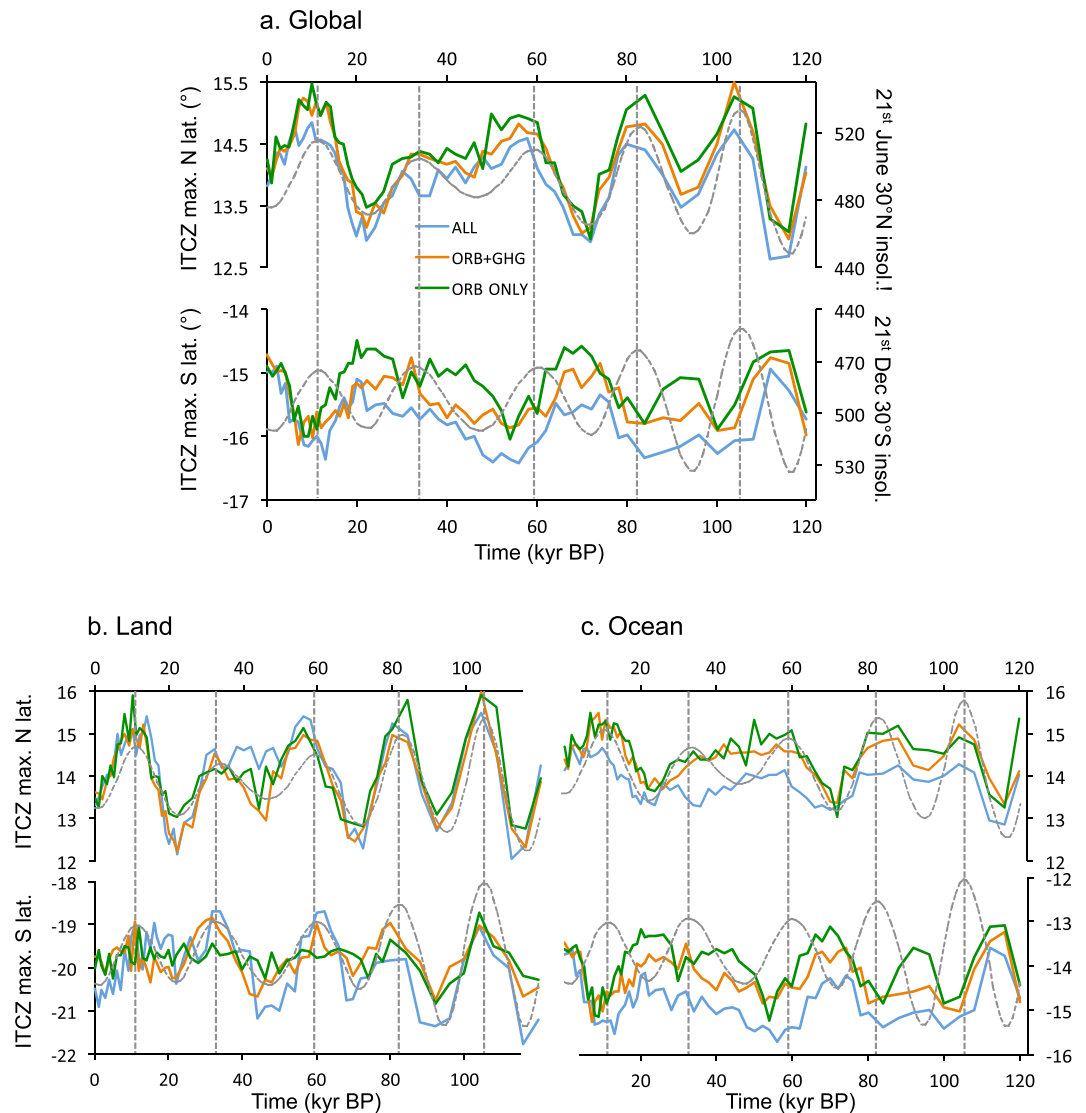 a. Global
0 20 40 60 80 100 120
ITCZ max. N lat. (°)
15.5
14.5
13.5
12.5
520
480
440
21st June 30°N insol.!
ALL
ORB+GHG
ORB ONLY
ITCZ max. S lat. (°)
-14
-15
-16
-17
440
470
500
530
21st Dec 30°S insol.
0 20 40 60 80 100 120
Time (kyr BP)
b. Land
0 20 40 60 80 100
ITCZ max. N lat.
16
15
14
13
12
ITCZ max. S lat.
-18
-19
-20
-21
-22
0 20 40 60 80 100
Time (kyr BP)
c. Ocean
20 40 60 80 100 120
16
15
14
13
12
-12
-13
-14
-15
-16
20 40 60 80 100 120
Time (kyr BP)